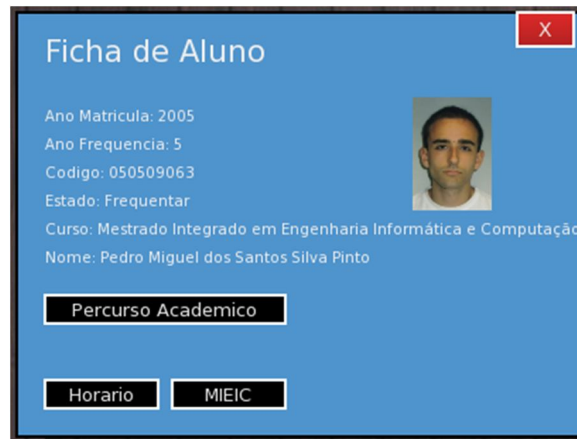 X
Ficha de Aluno
Ano Matricula: 2005
Ano Frequencia: 5
Codigo: 050509063
Estado: Frequentar
Curso: Mestrado Integrado em Engenharia Informática e Computação
Nome: Pedro Miguel dos Santos Silva Pinto
Percurso Academico
Horario MIEIC